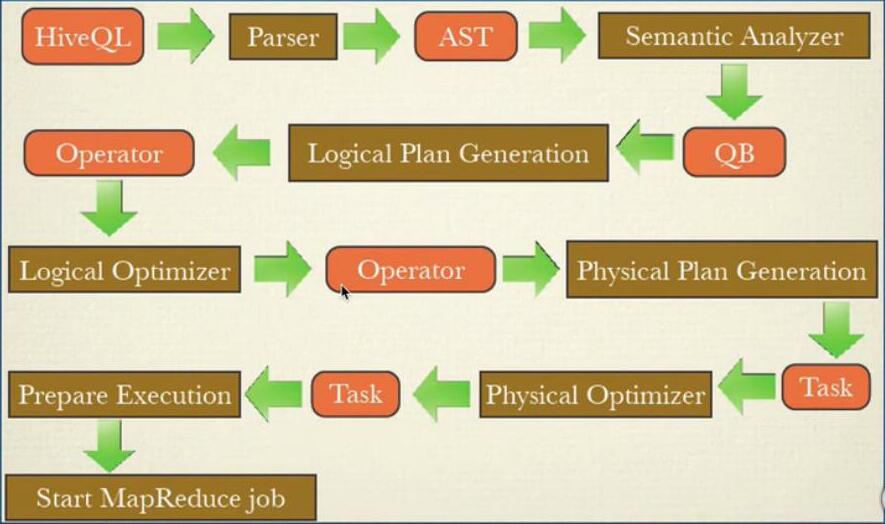 HiveQL
Parser
AST
Semantic Analyzer
QB
Logical Plan Generation
Operator
Logical Optimizer
Operator
Physical Plan Generation
Task
Physical Optimizer
Task
Prepare Execution
Start MapReduce job